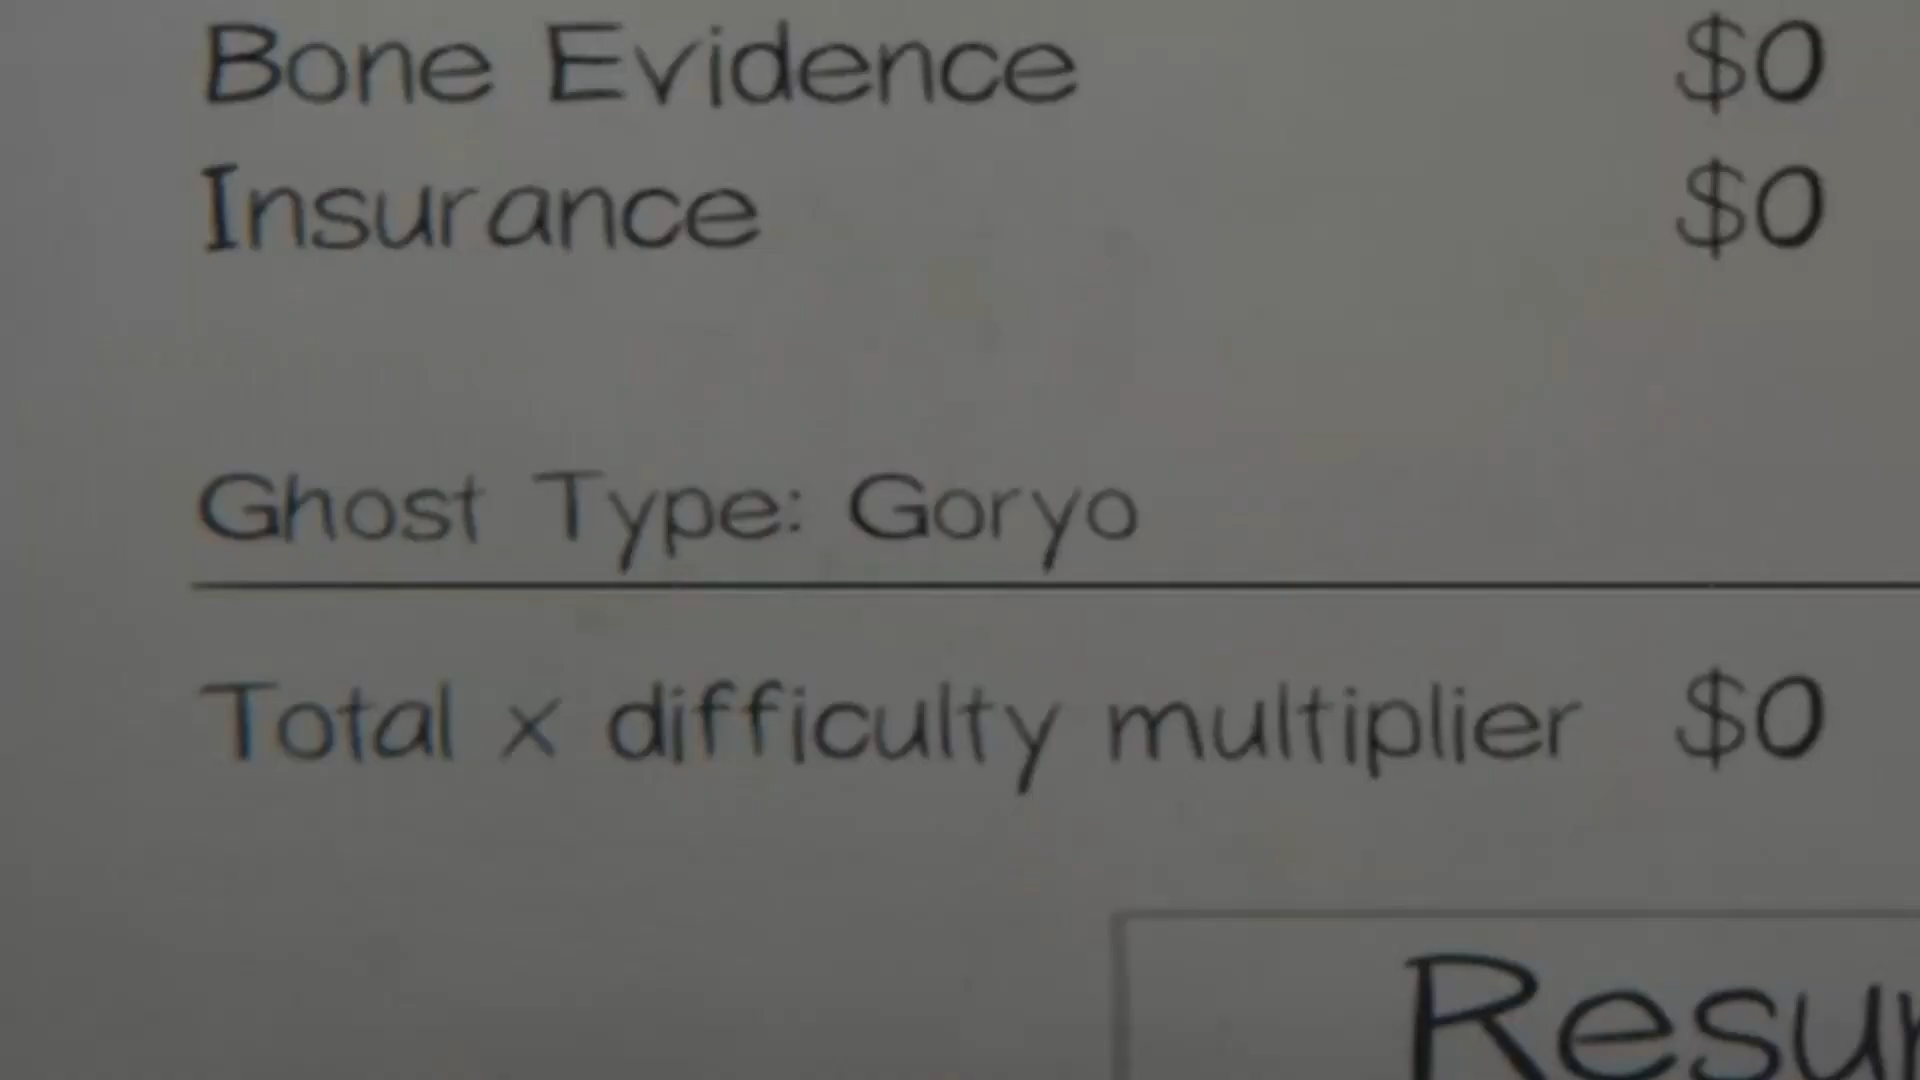 Bone Evidence $0
Insurance $0
Ghost Type: Goryo
Total x difficulty multiplier $0